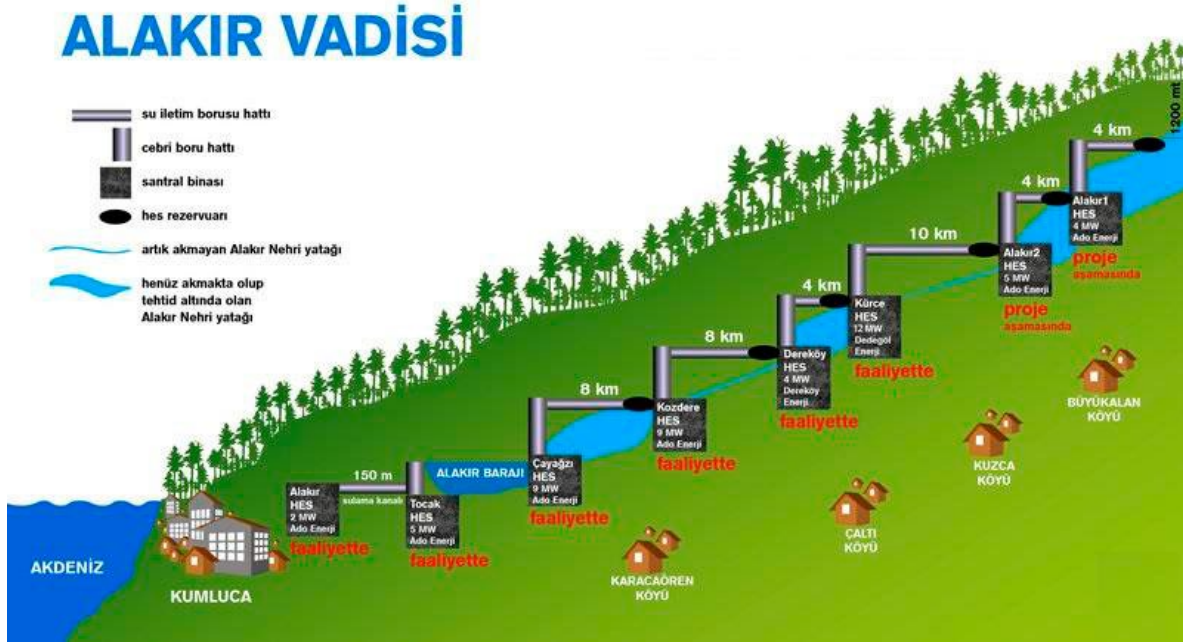 ALAKIR VADİSİ
su iletim borusu hattı
cebri boru hattı
santral binası
hes rezervuarı
artık akmayan Alakır Nehri yatağı
henüz akmakta olup
tehtid altında olan
Alakır Nehri yatağı
1200 mt
4 km
4 km
Alakır1
HES
4 MW
Ado Enerji
proje
aşamasında
10 km
Alakır2
HES
5 MW
Ado Enerji
proje
aşamasında
4 km
Kürce
HES
12 MW
Dedegöl
Enerji
faaliyette
8 km
Dereköy
HES
4 MW
Dereköy
Enerji
faaliyette
8 km
Kozdere
HES
9 MW
Ado Enerji
faaliyette
ALAKIR BARAJI
Çayağzı
HES
9 MW
Ado Enerji
faaliyette
150 m
sulama kanalı
Tocak
HES
5 MW
Ado Enerji
faaliyette
Alakır
HES
2 MW
Ado Enerji
faaliyette
BÜYÜKALAN
KÖYÜ
KUZCA
KÖYÜ
ÇALTI
KÖYÜ
KARACAÖREN
KÖYÜ
AKDENİZ
KUMLUCA